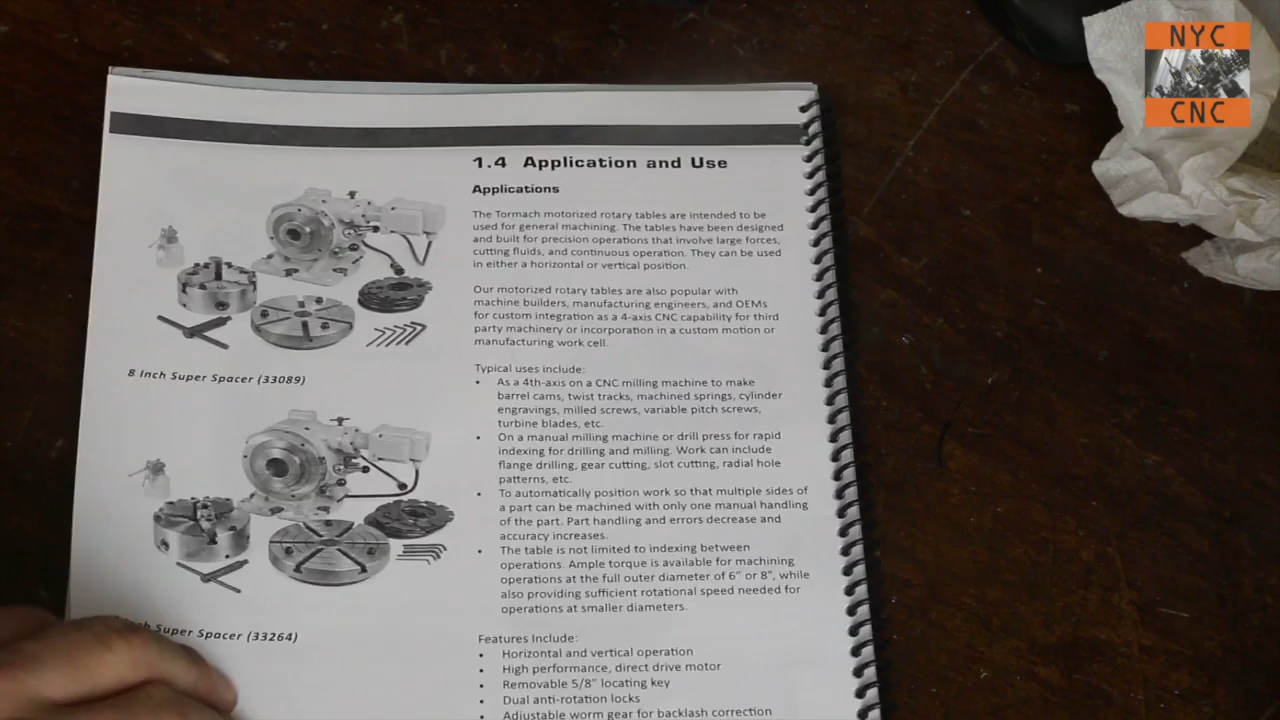 NYC
CNC
1.4 Application and Use
Applications
The Tormach motorized rotary tables are intended to be
used for general machining. The tables have been designed
and built for precision operations that involve large forces,
cutting fluids, and continuous operation. They can be used
in either a horizontal or vertical position.
Our motorized rotary tables are also popular with
machine builders, manufacturing engineers, and OEMs
for custom integration as a 4-axis CNC capability for third
party machinery or incorporation in a custom motion or
manufacturing work cell.
Typical uses include:
• As a 4th-axis on a CNC milling machine to make
barrel cams, twist tracks, machined springs, cylinder
engravings, milled screws, variable pitch screws,
turbine blades, etc.
• On a manual milling machine or drill press for rapid
indexing for drilling and milling. Work can include
flange drilling, gear cutting, slot cutting, radial hole
patterns, etc.
• To automatically position work so that multiple sides of
a part can be machined with only one manual handling
of the part. Part handling and errors decrease and
accuracy increases.
• The table is not limited to indexing between
operations. Ample torque is available for machining
operations at the full outer diameter of 6" or 8", while
also providing sufficient rotational speed needed for
operations at smaller diameters.
Features Include:
• Horizontal and vertical operation
• High performance, direct drive motor
• Removable 5/8" locating key
• Dual anti-rotation locks
• Adjustable worm gear for backlash correction
8 Inch Super Spacer (33089)
Super Spacer (33264)